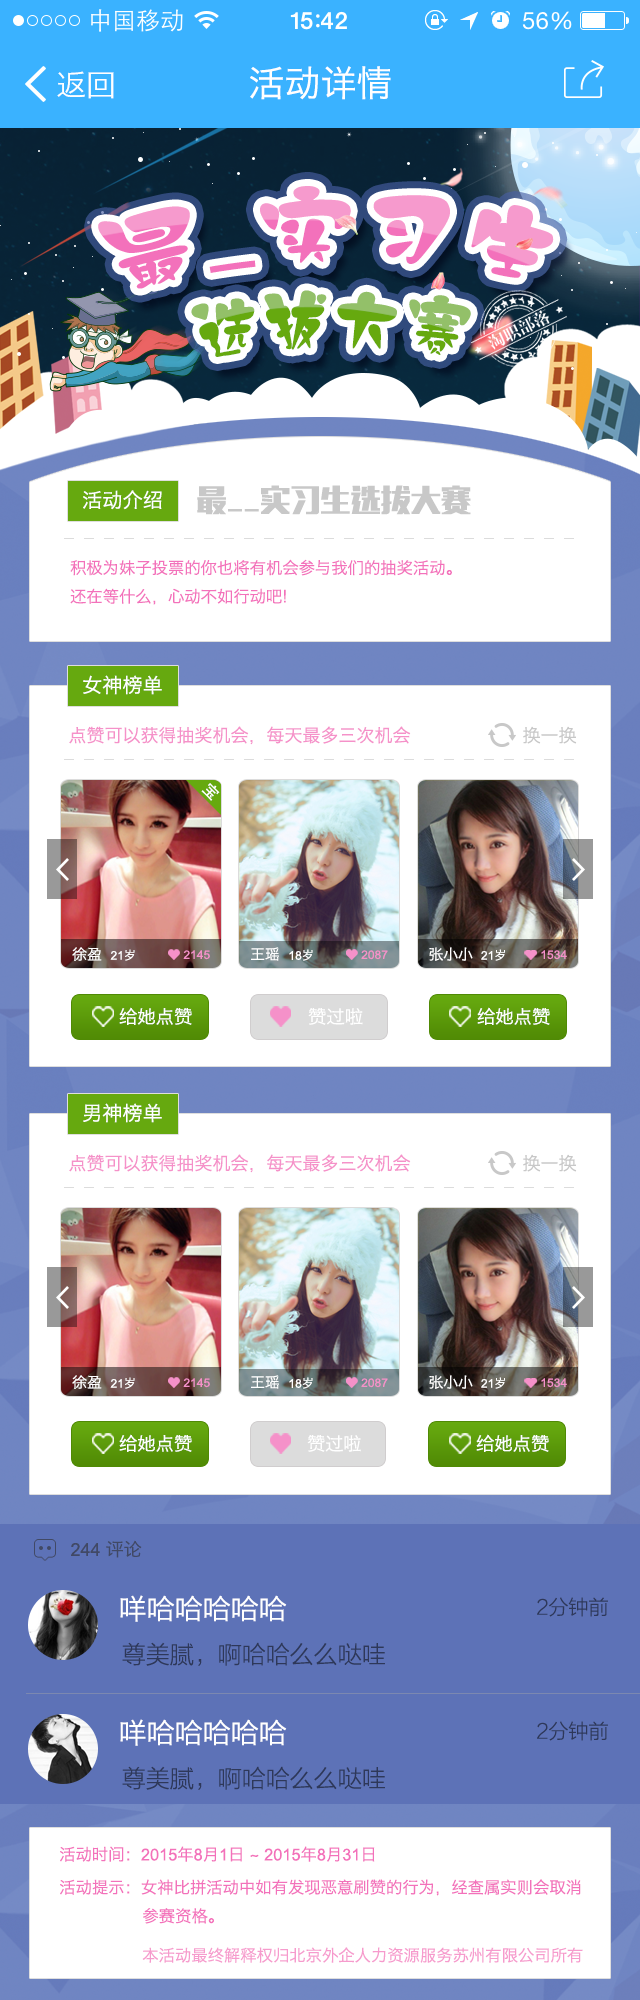 中国移动 15:42 56%
返回 活动详情
最_实习生
选拔大赛
淘职部落
活动介绍 最__实习生选拔大赛
积极为妹子投票的你也将有机会参与我们的抽奖活动。
还在等什么，心动不如行动吧!
女神榜单
点赞可以获得抽奖机会，每天最多三次机会 换一换
宝
徐盈 21岁 2145 王瑶 18岁 2087 张小小 21岁 1534
给她点赞 赞过啦 给她点赞
男神榜单
点赞可以获得抽奖机会，每天最多三次机会 换一换
徐盈 21岁 2145 王瑶 18岁 2087 张小小 21岁 1534
给她点赞 赞过啦 给她点赞
244 评论
咩哈哈哈哈哈 2分钟前
尊美腻，啊哈哈么么哒哇
咩哈哈哈哈哈 2分钟前
尊美腻，啊哈哈么么哒哇
活动时间：2015年8月1日 ~ 2015年8月31日
活动提示：女神比拼活动中如有发现恶意刷赞的行为，经查属实则会取消
参赛资格。
本活动最终解释权归北京外企人力资源服务苏州有限公司所有